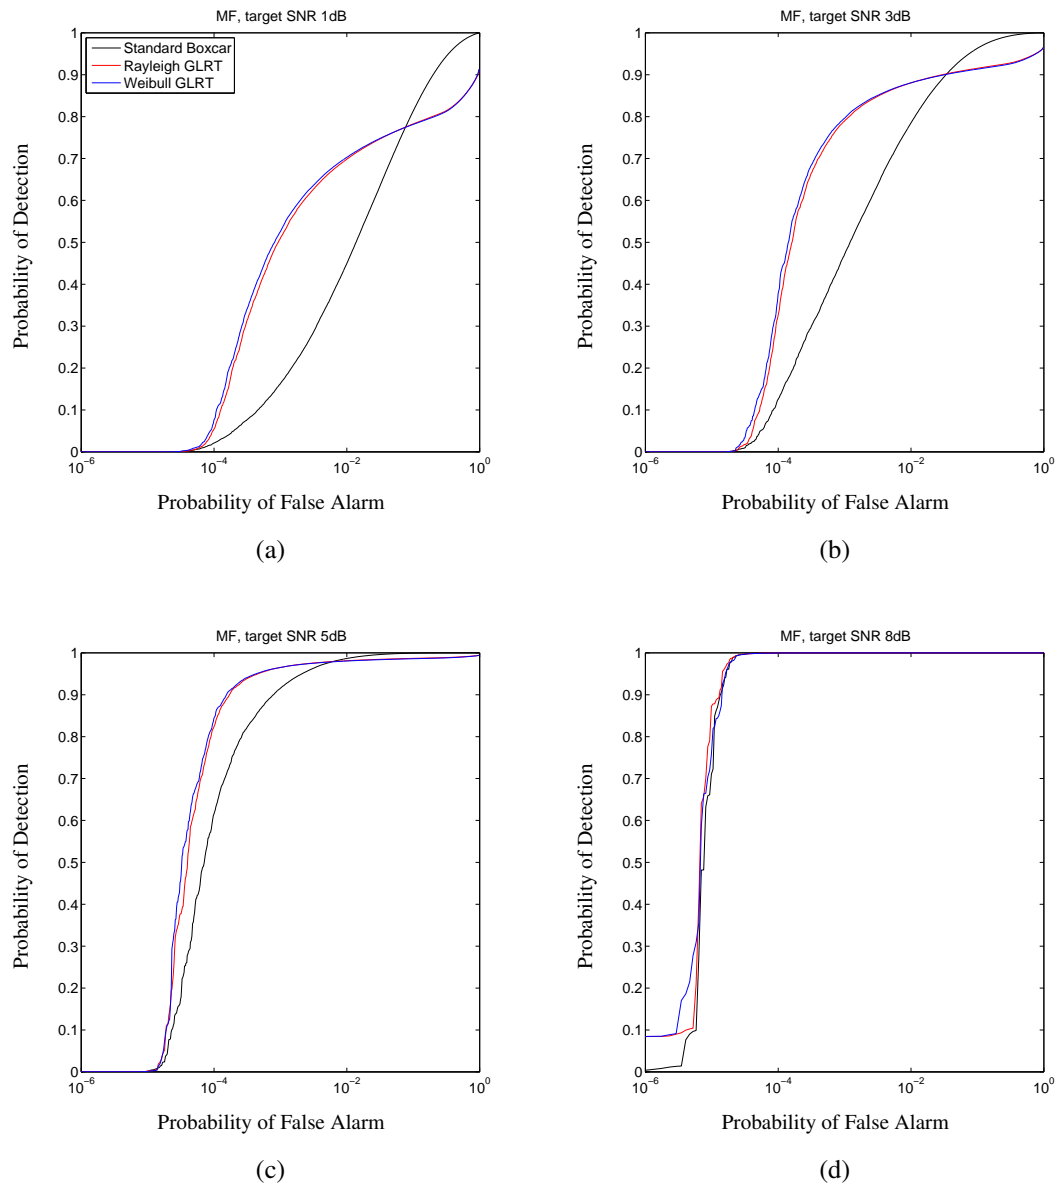 MF, target SNR 1dB
1
0.9
0.8
0.7
0.6
0.5
0.4
0.3
0.2
0.1
0
Probability of Detection
Standard Boxcar
Rayleigh GLRT
Weibull GLRT
10⁻⁶ 10⁻⁴ 10⁻² 10⁰
Probability of False Alarm
(a)
MF, target SNR 3dB
1
0.9
0.8
0.7
0.6
0.5
0.4
0.3
0.2
0.1
0
Probability of Detection
10⁻⁶ 10⁻⁴ 10⁻² 10⁰
Probability of False Alarm
(b)
MF, target SNR 5dB
1
0.9
0.8
0.7
0.6
0.5
0.4
0.3
0.2
0.1
0
Probability of Detection
10⁻⁶ 10⁻⁴ 10⁻² 10⁰
Probability of False Alarm
(c)
MF, target SNR 8dB
1
0.9
0.8
0.7
0.6
0.5
0.4
0.3
0.2
0.1
0
Probability of Detection
10⁻⁶ 10⁻⁴ 10⁻² 10⁰
Probability of False Alarm
(d)